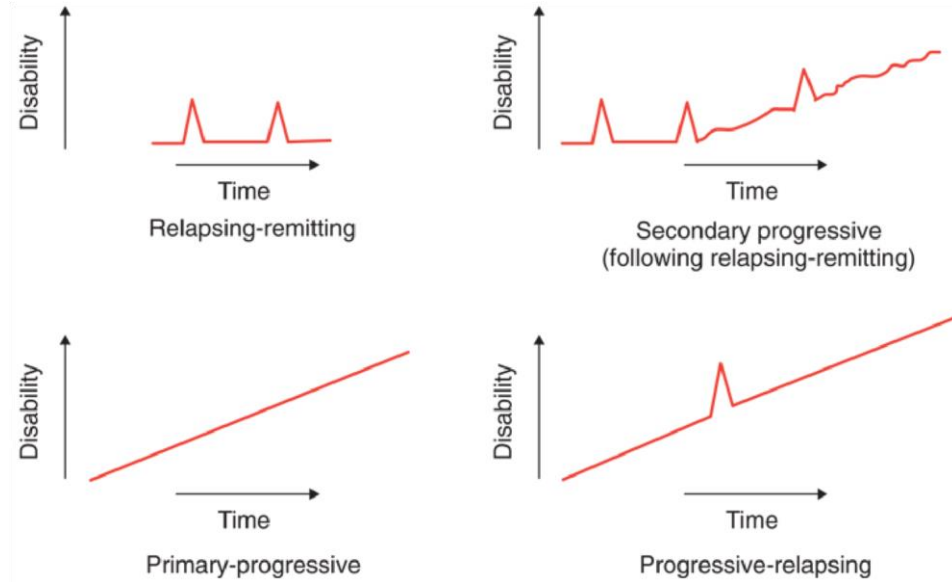 Disability
Time
Relapsing-remitting
Disability
Time
Secondary progressive
(following relapsing-remitting)
Disability
Time
Primary-progressive
Disability
Time
Progressive-relapsing